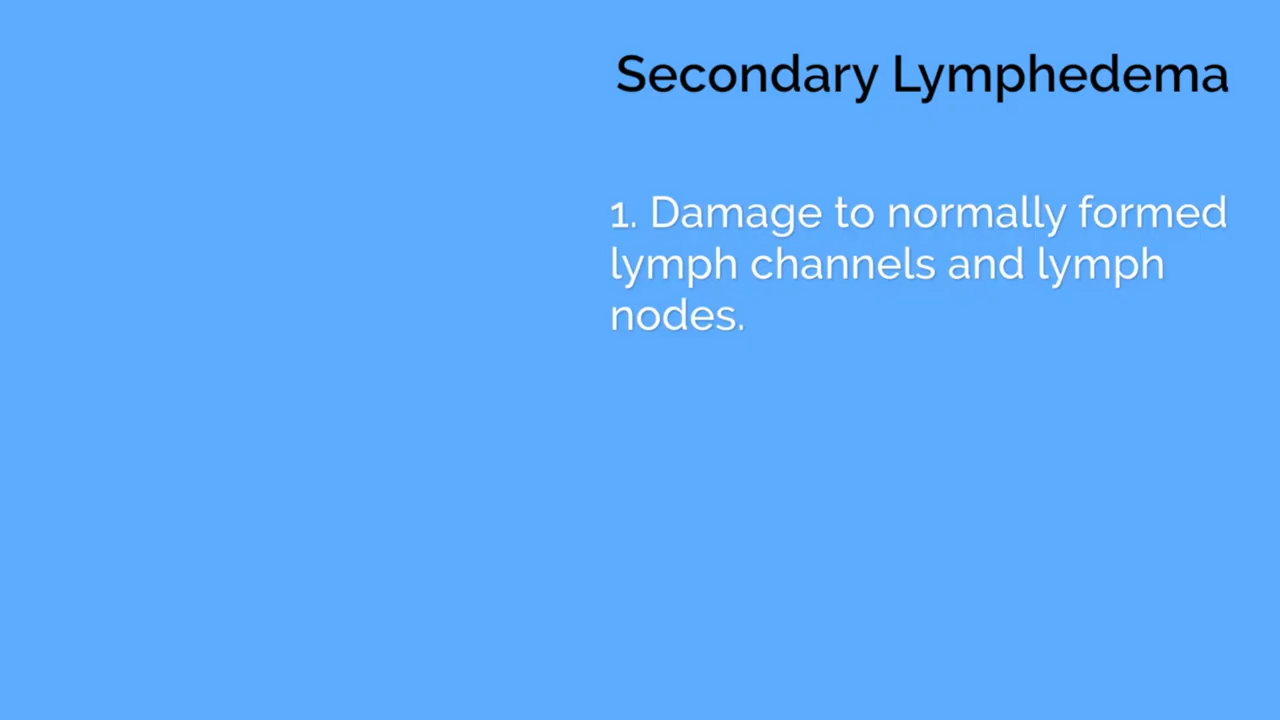 Secondary Lymphedema
1. Damage to normally formed
lymph channels and lymph
nodes.